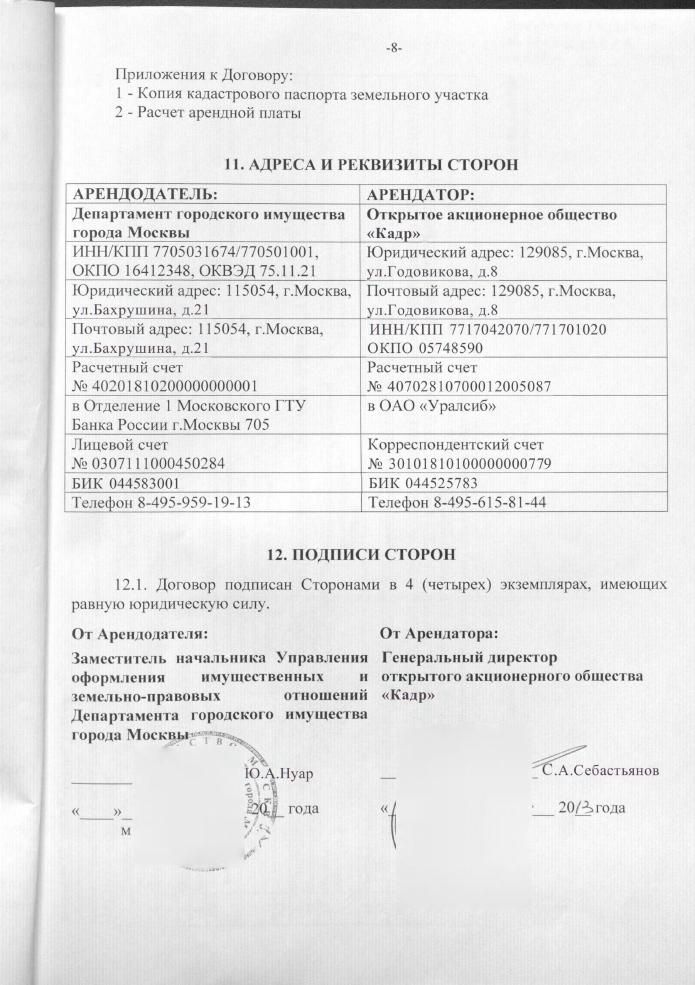 -8-
Приложения к Договору:
1 - Копия кадастрового паспорта земельного участка
2 - Расчет арендной платы
11. АДРЕСА И РЕКВИЗИТЫ СТОРОН
АРЕНДОДАТЕЛЬ: АРЕНДАТОР:
Департамент городского имущества Открытое акционерное общество
города Москвы «Кадр»
ИНН/КПП 7705031674/770501001, Юридический адрес: 129085, г.Москва,
ОКПО 16412348, ОКВЭД 75.11.21 ул.Годовикова, д.8
Юридический адрес: 115054, г.Москва, Почтовый адрес: 129085, г.Москва,
ул.Бахрушина, д.21 ул.Годовикова, д.8
Почтовый адрес: 115054, г.Москва, ИНН/КПП 7717042070/771701020
ул.Бахрушина, д.21 ОКПО 05748590
Расчетный счет Расчетный счет
№ 40201810200000000001 № 40702810700012005087
в Отделение 1 Московского ГТУ в ОАО «Уралсиб»
Банка России г.Москвы 705
Лицевой счет Корреспондентский счет
№ 0307111000450284 № 30101810100000000779
БИК 044583001 БИК 044525783
Телефон 8-495-959-19-13 Телефон 8-495-615-81-44
12. ПОДПИСИ СТОРОН
12.1. Договор подписан Сторонами в 4 (четырех) экземплярах, имеющих
равную юридическую силу.
От Арендодателя: От Арендатора:
Заместитель начальника Управления Генеральный директор
оформления имущественных и открытого акционерного общества
земельно-правовых отношений «Кадр»
Департамента городского имущества
города Москвы
Ю.А.Нуар С.А.Себастьянов
«____»_ 20__ года «  ___ 2013 года
м